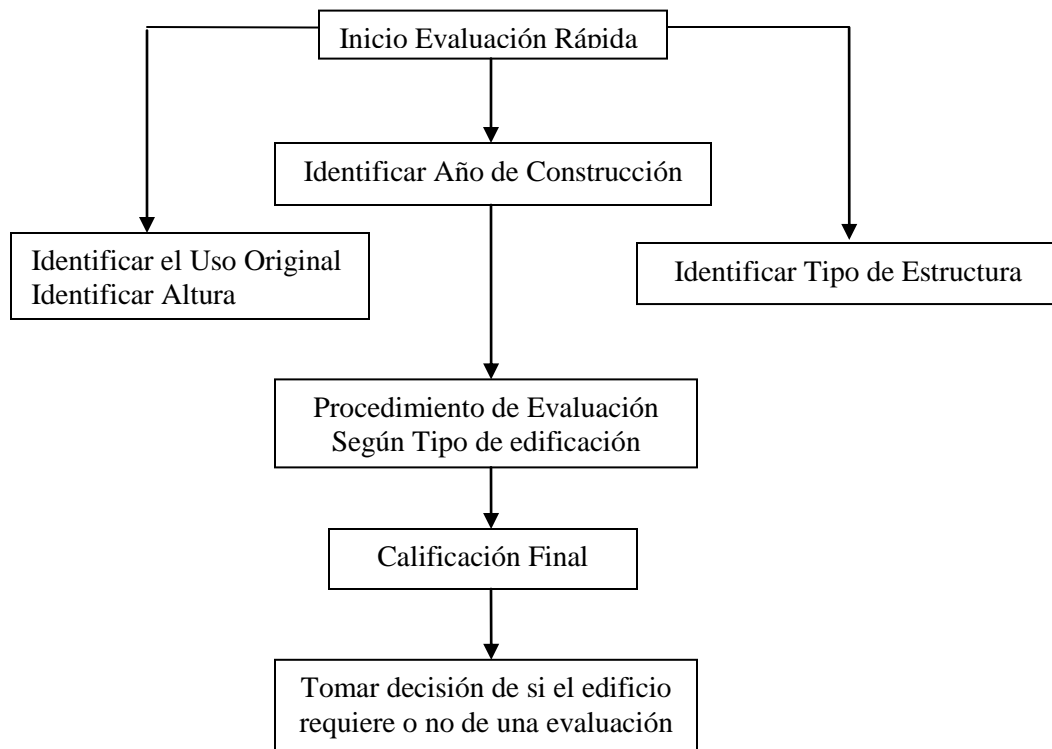 Inicio Evaluación Rápida
Identificar Año de Construcción
Identificar el Uso Original
Identificar Altura
Identificar Tipo de Estructura
Procedimiento de Evaluación
Según Tipo de edificación
Calificación Final
Tomar decisión de si el edificio
requiere o no de una evaluación